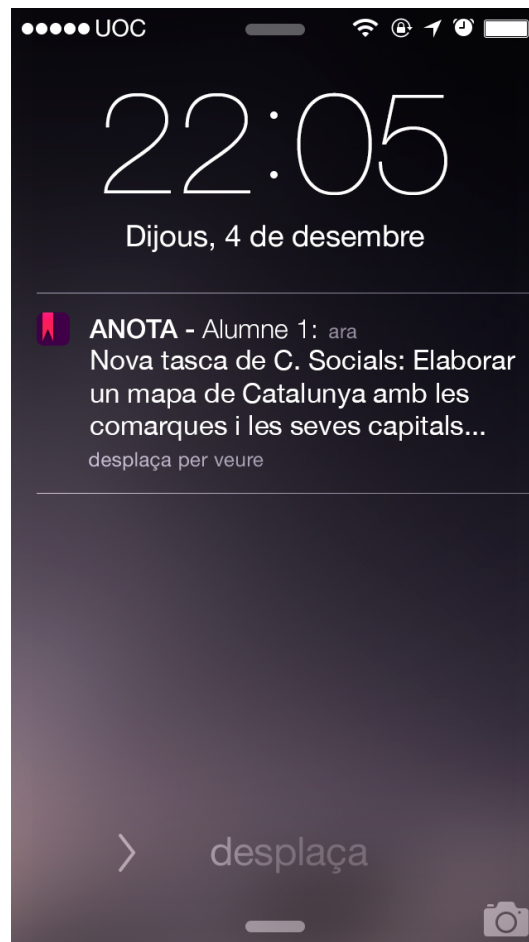 UOC
22:05
Dijous, 4 de desembre
ANOTA - Alumne 1: ara
Nova tasca de C. Socials: Elaborar
un mapa de Catalunya amb les
comarques i les seves capitals...
desplaça per veure
desplaça